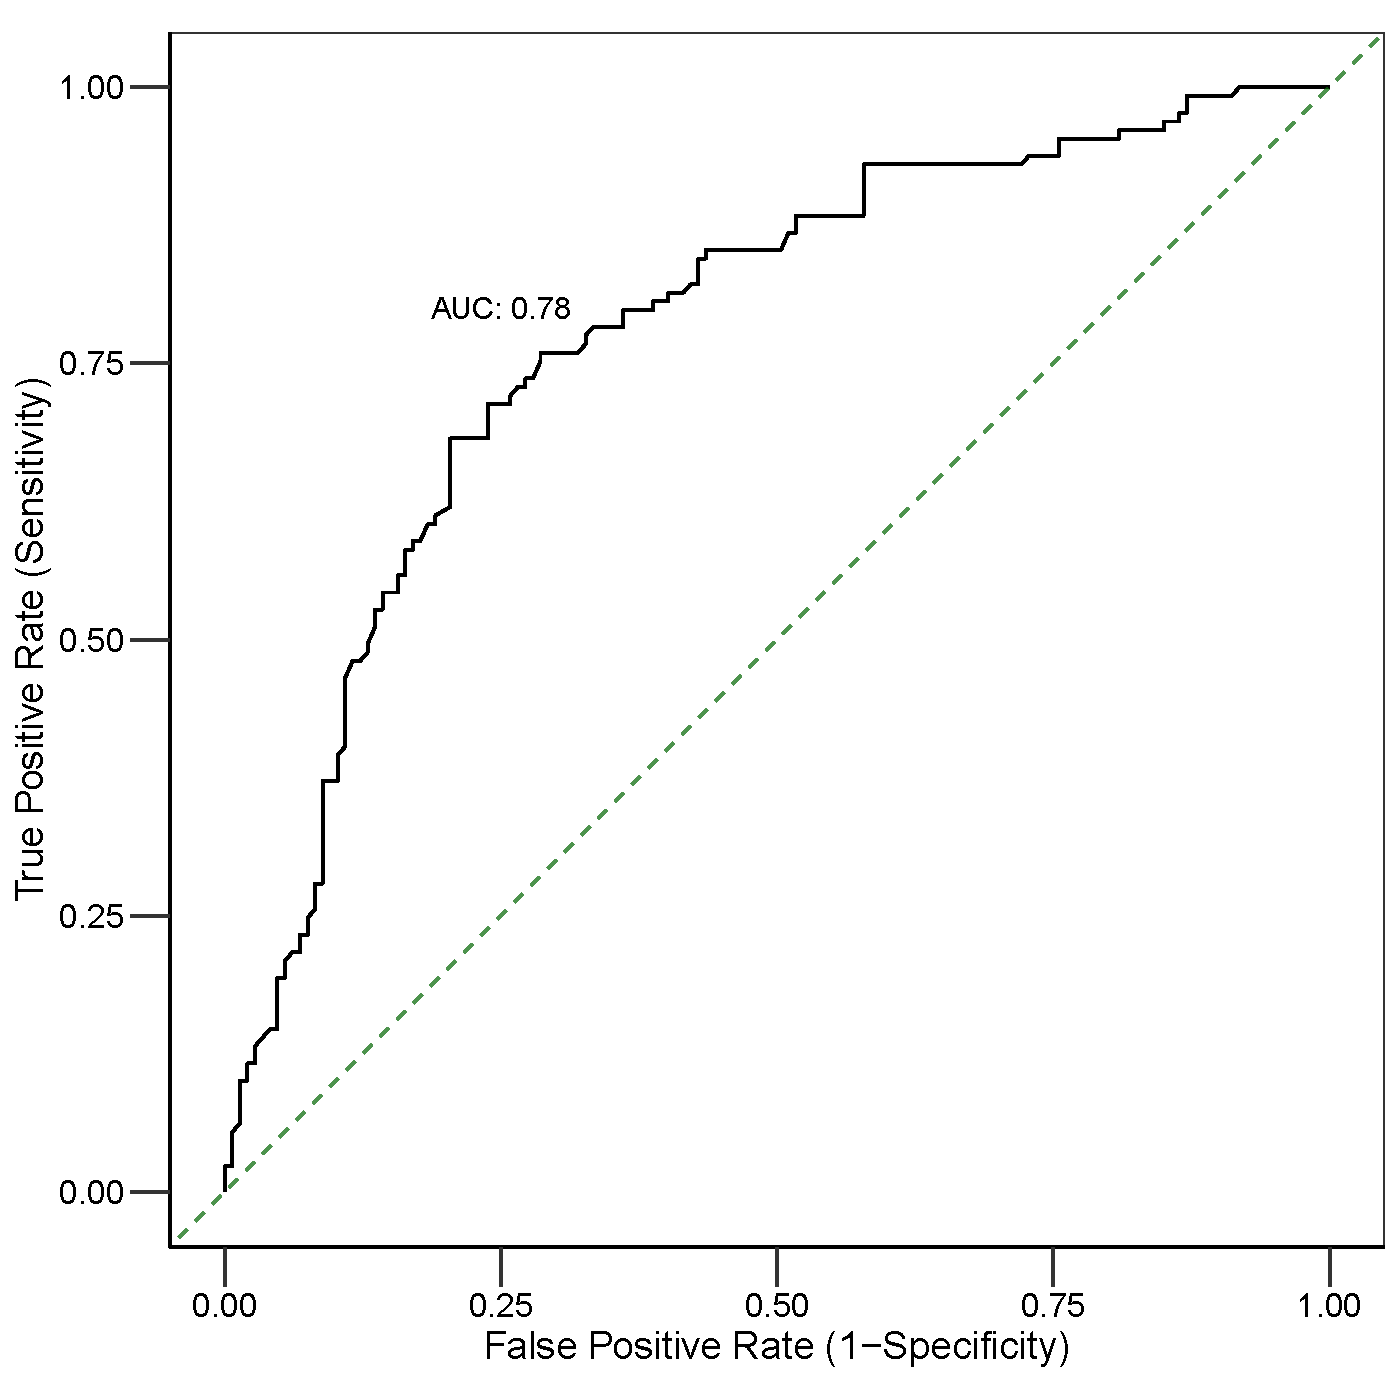 True Positive Rate (Sensitivity)
1.00
0.75
0.50
0.25
0.00
AUC: 0.78
0.00 0.25 0.50 0.75 1.00
False Positive Rate (1−Specificity)